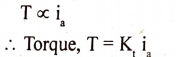 T ∝ iₐ
∴ Torque, T = Kₜ iₐ